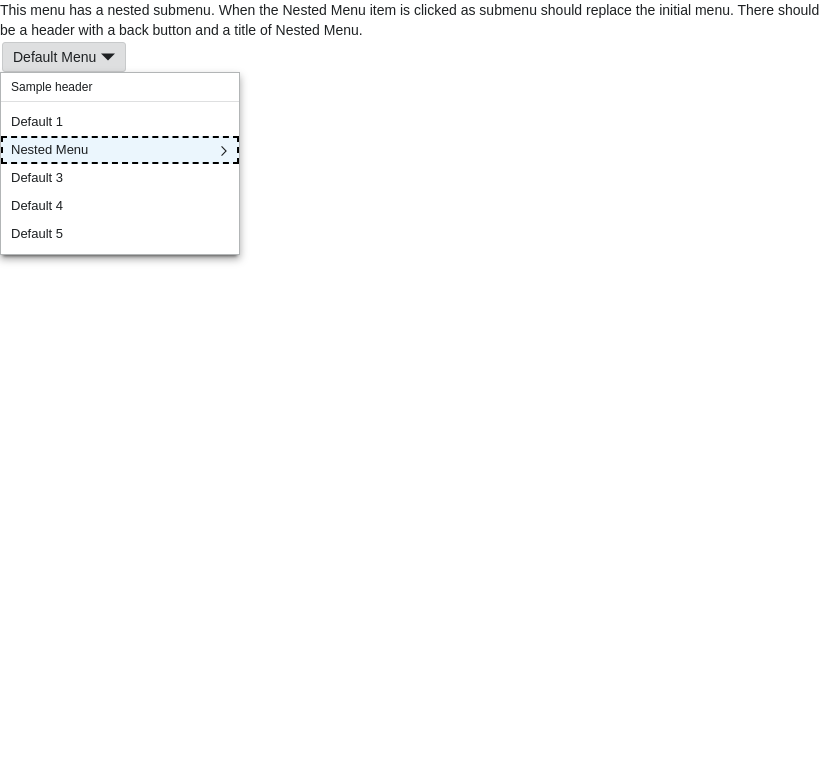 This menu has a nested submenu. When the Nested Menu item is clicked as submenu should replace the initial menu. There should
be a header with a back button and a title of Nested Menu.
Default Menu
Sample header
Default 1
Nested Menu
Default 3
Default 4
Default 5